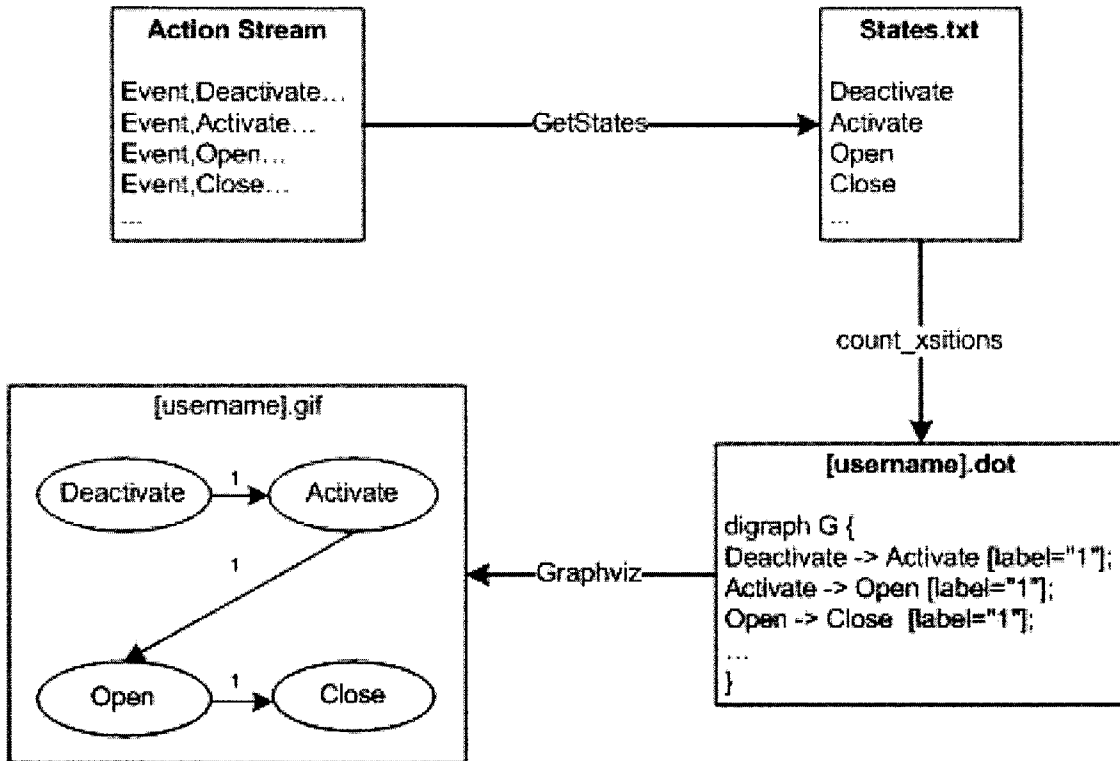 Action Stream
Event,Deactivate...
Event,Activate...
Event,Open...
Event,Close...
...
GetStates
States.txt
Deactivate
Activate
Open
Close
...
count_xsitions
[username].dot
digraph G {
Deactivate -> Activate [label="1"];
Activate -> Open [label="1"];
Open -> Close [label="1"];
...
}
Graphviz
[username].gif
Deactivate
1
Activate
1
Open
1
Close